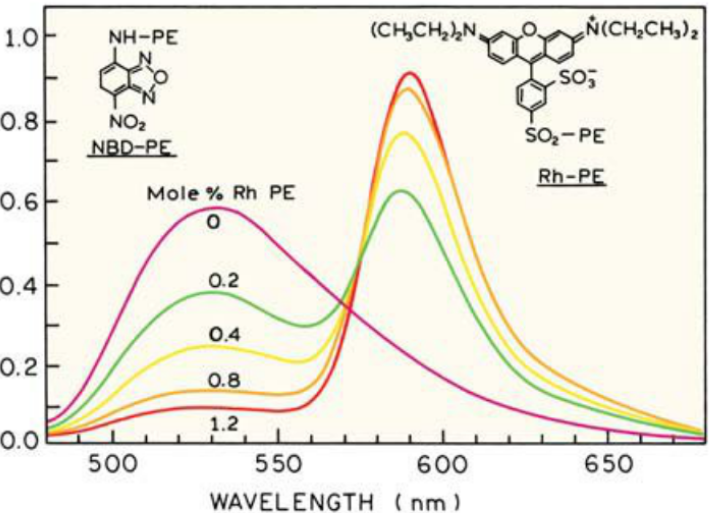 1.0
0.8
0.6
0.4
0.2
0.0
NH-PE
N
O
N
NO₂
NBD-PE
(CH₃CH₂)₂N
O
N⁺(CH₂CH₃)₂
SO₃⁻
SO₂-PE
Rh-PE
Mole % Rh PE
0
0.2
0.4
0.8
1.2
500 550 600 650
WAVELENGTH (nm)